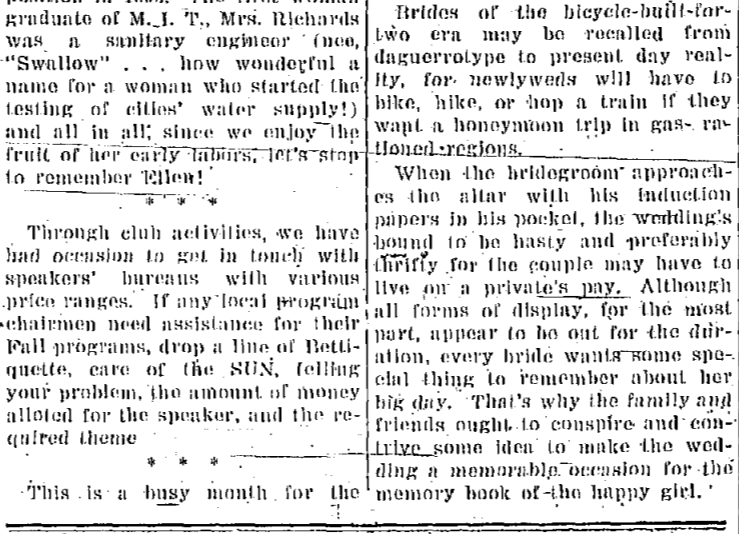 graduate of M. I. T., Mrs. Richards
was a sanitary engineer (nee,
"Swallow" . . . how wonderful a
name for a woman who started the
testing of cities' water supply!)
and all in all, since we enjoy the
fruit of her early labors, let's stop
to remember Ellen!
* * *
Through club activities, we have
had occasion to get in touch with
speakers' bureaus with various
price ranges. If any local program
chairmen need assistance for their
Fall programs, drop a line of Betti-
quette, care of the SUN, telling
your problem, the amount of money
alloted for the speaker, and the re-
quired theme
* * *
This is a busy month for the
Brides of the bicycle-built-for-
two era may be recalled from
daguerrotype to present day real-
ity, for newlyweds will have to
bike, hike, or hop a train if they
want a honeymoon trip in gas- ra-
tioned regions.
When the bridegroom approach-
es the altar with his induction
papers in his pocket, the wedding's
bound to be hasty and preferably
thrifty for the couple may have to
live on a private's pay. Although
all forms of display, for the most
part, appear to be out for the dur-
ation, every bride wants some spe-
cial thing to remember about her
big day. That's why the family and
friends ought to conspire and con-
trive some idea to make the wed-
ding a memorable occasion for the
memory book of the happy girl.